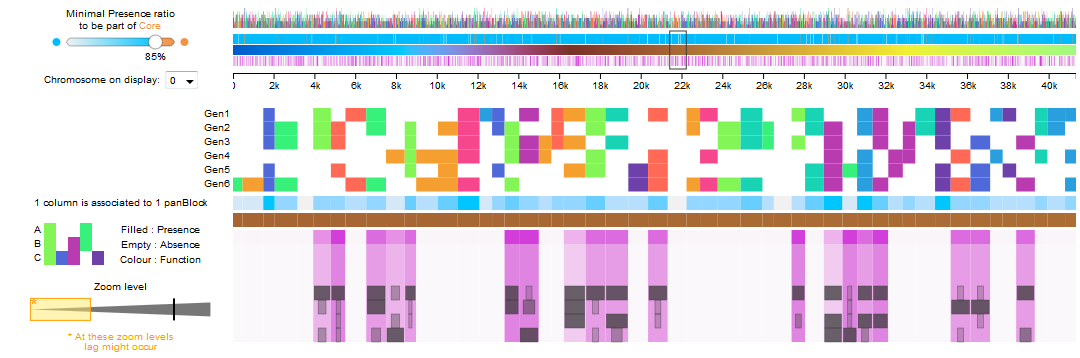 Minimal Presence ratio
to be part of Core
85%
Chromosome on display: 0
0 2k 4k 6k 8k 10k 12k 14k 16k 18k 20k 22k 24k 26k 28k 30k 32k 34k 36k 38k 40k
Gen1
Gen2
Gen3
Gen4
Gen5
Gen6
1 column is associated to 1 panBlock
A Filled : Presence
B Empty : Absence
C Colour : Function
Zoom level
*
* At these zoom levels
lag might occur